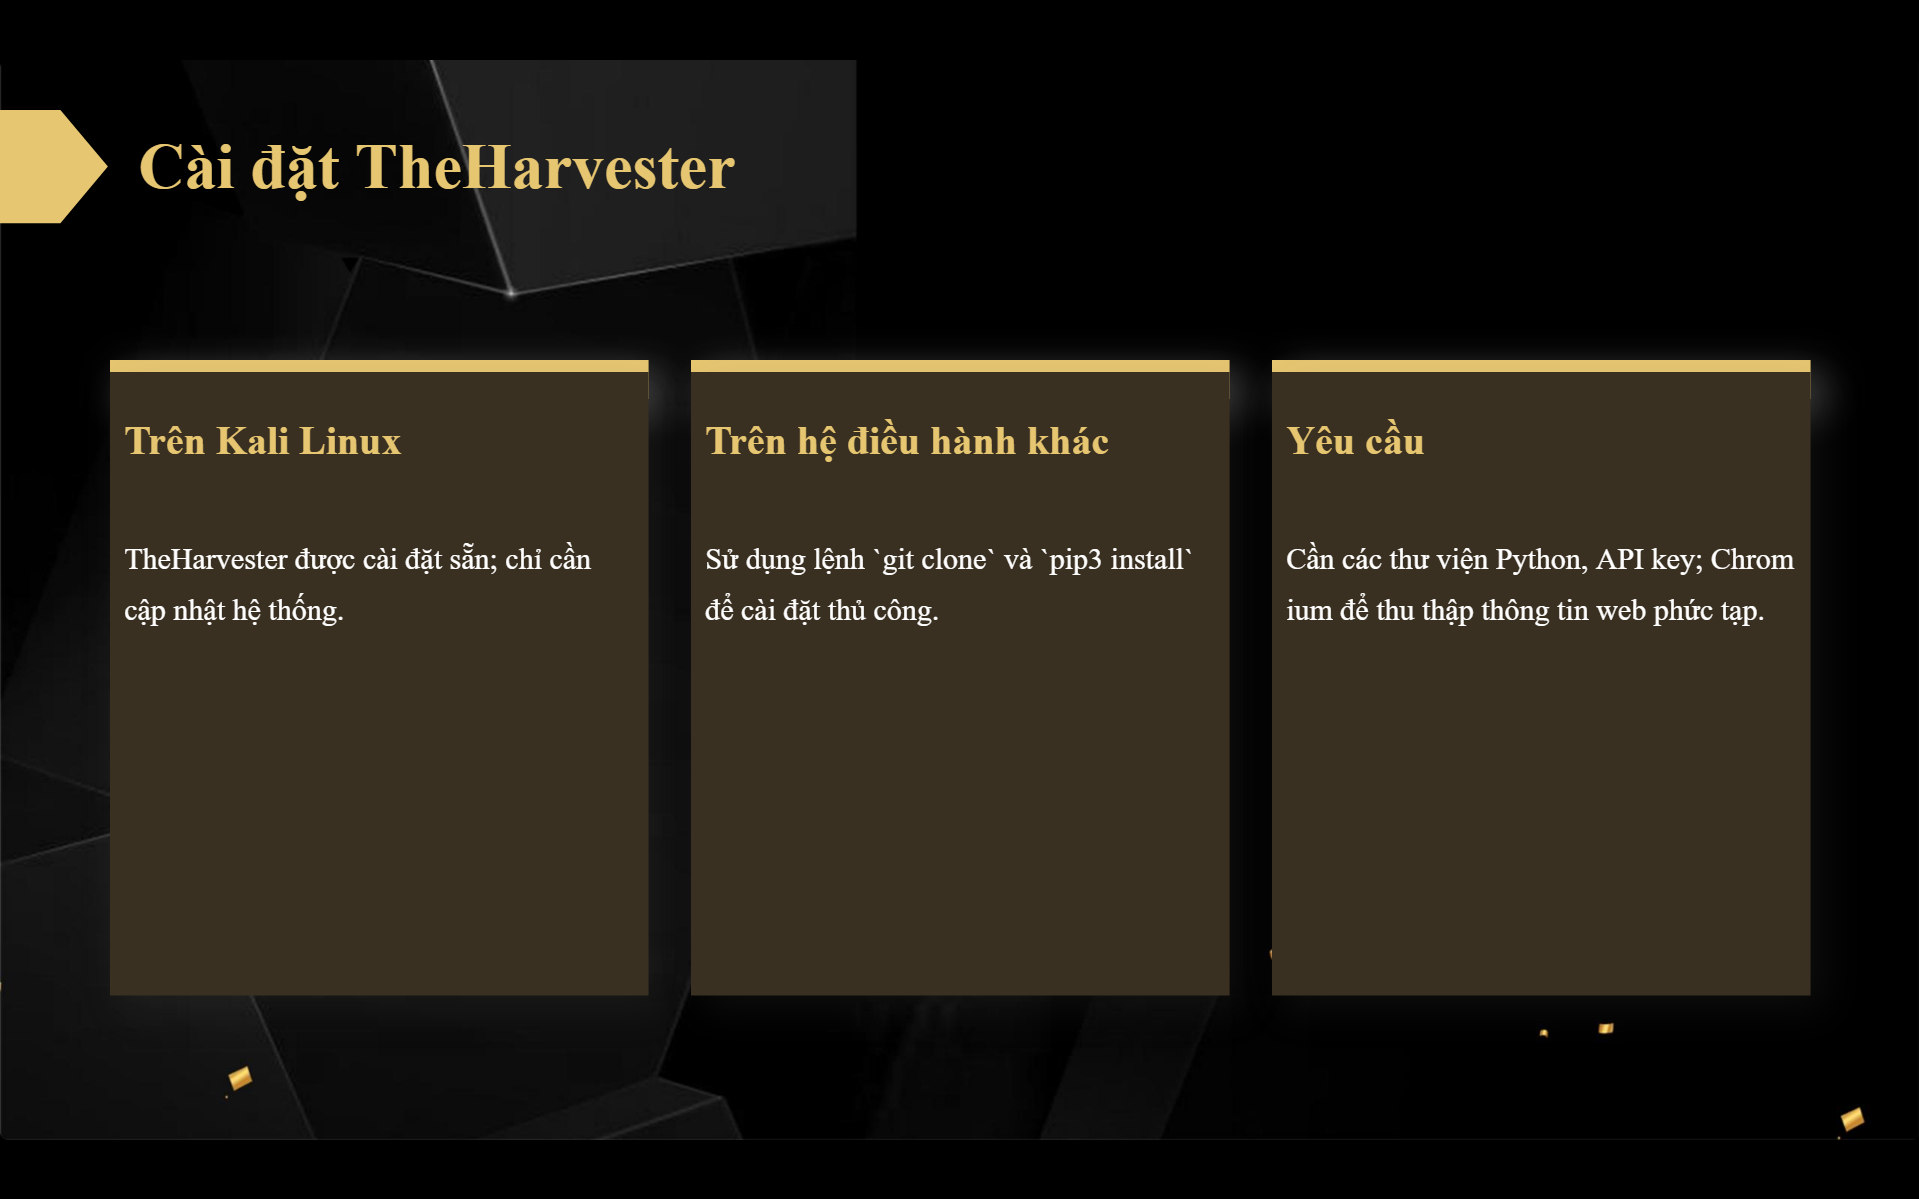 Cài đặt TheHarvester
Trên Kali Linux
TheHarvester được cài đặt sẵn; chỉ cần
cập nhật hệ thống.
Trên hệ điều hành khác
Sử dụng lệnh `git clone` và `pip3 install`
để cài đặt thủ công.
Yêu cầu
Cần các thư viện Python, API key; Chrom
ium để thu thập thông tin web phức tạp.